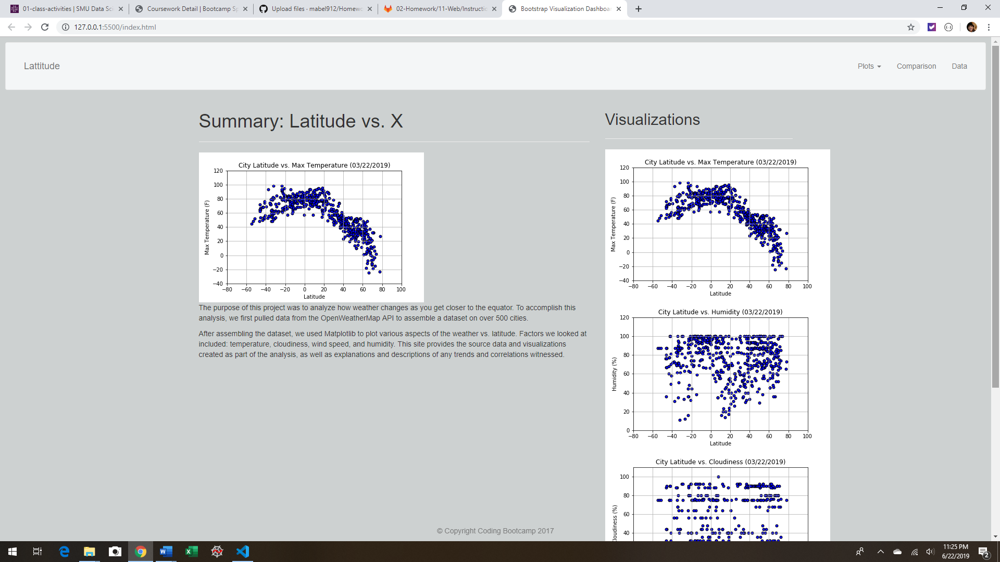 01-class-activities | SMU Data Sci
Coursework Detail | Bootcamp Sp
Upload files · mabel912/Homewo
02-Homework/11-Web/Instructio
Bootstrap Visualization Dashboar
127.0.0.1:5500/index.html
Lattitude
Plots
Comparison
Data
Summary: Latitude vs. X
City Latitude vs. Max Temperature (03/22/2019)
120
100
80
60
40
20
0
−20
−40
Max Temperature (F)
−80 −60 −40 −20 0 20 40 60 80 100
Latitude
The purpose of this project was to analyze how weather changes as you get closer to the equator. To accomplish this
analysis, we first pulled data from the OpenWeatherMap API to assemble a dataset on over 500 cities.
After assembling the dataset, we used Matplotlib to plot various aspects of the weather vs. latitude. Factors we looked at
included: temperature, cloudiness, wind speed, and humidity. This site provides the source data and visualizations
created as part of the analysis, as well as explanations and descriptions of any trends and correlations witnessed.
Visualizations
City Latitude vs. Max Temperature (03/22/2019)
120
100
80
60
40
20
0
−20
−40
Max Temperature (F)
−80 −60 −40 −20 0 20 40 60 80 100
Latitude
City Latitude vs. Humidity (03/22/2019)
120
100
80
60
40
20
0
Humidity (%)
−80 −60 −40 −20 0 20 40 60 80 100
Latitude
City Latitude vs. Cloudiness (03/22/2019)
100
80
60
40
Cloudiness (%)
© Copyright Coding Bootcamp 2017
11:25 PM
6/22/2019
2